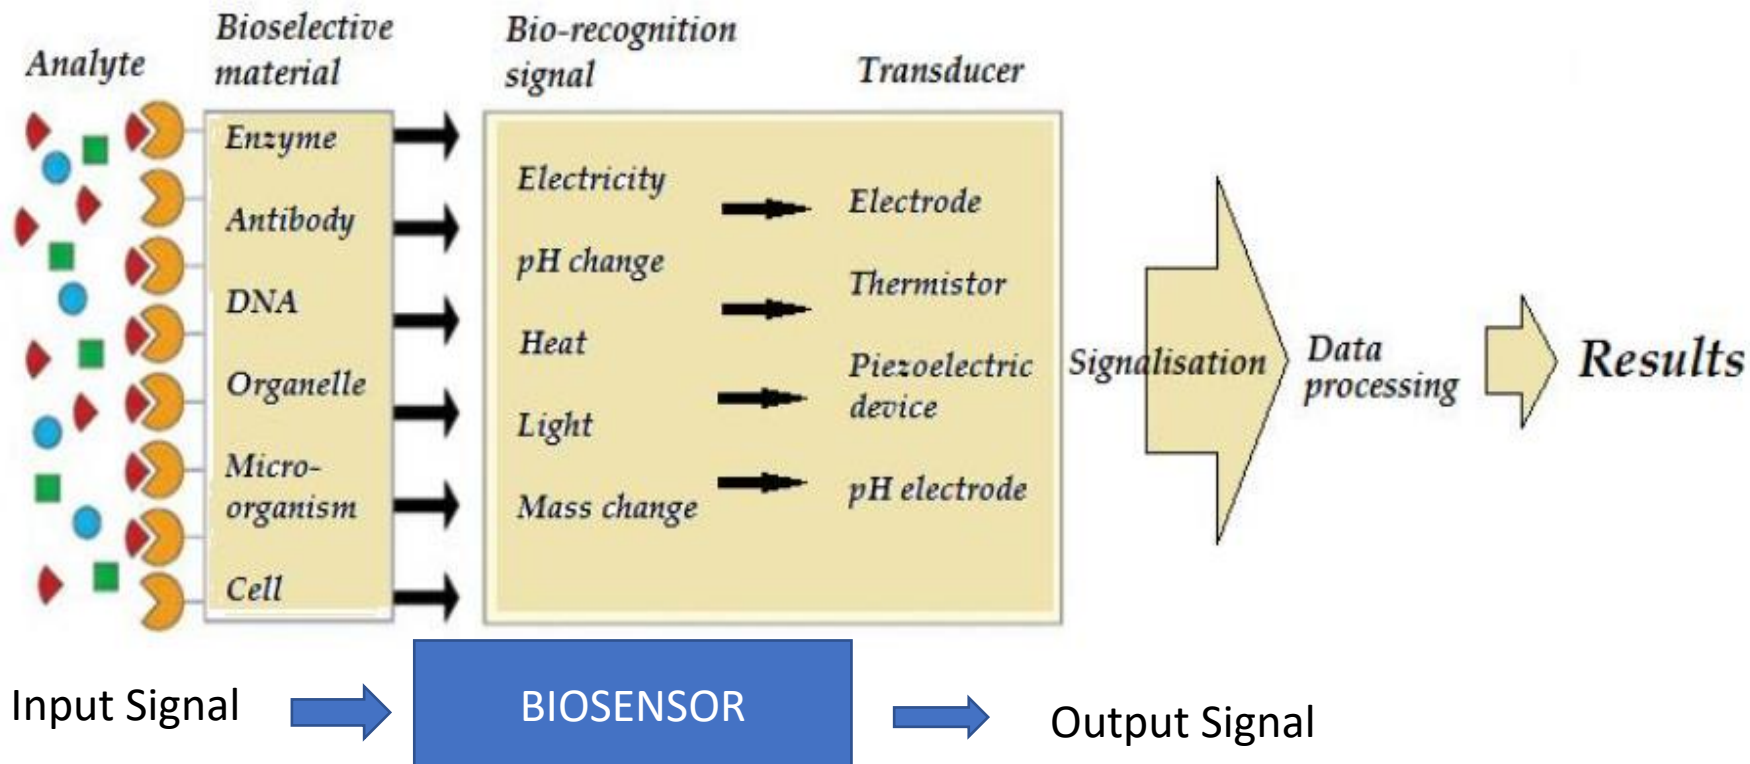 Analyte
Bioselective
material
Bio-recognition
signal
Transducer
Enzyme
Antibody
DNA
Organelle
Micro-
organism
Cell
Electricity
pH change
Heat
Light
Mass change
Electrode
Thermistor
Piezoelectric
device
pH electrode
Signalisation
Data
processing
Results
Input Signal
BIOSENSOR
Output Signal